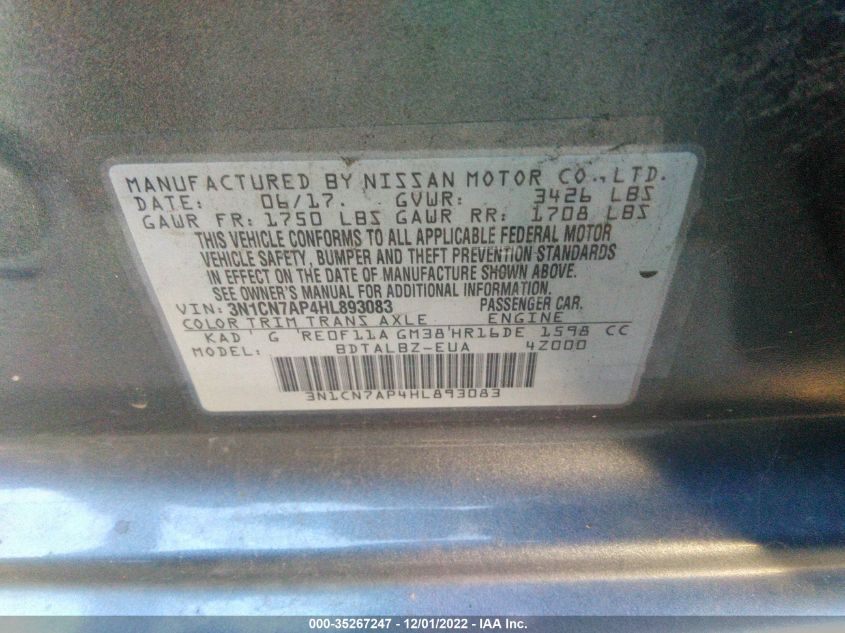 MANUFACTURED BY NISSAN MOTOR CO., LTD.
DATE: 06/17. GVWR: 3426 LBS
GAWR FR: 1750 LBS GAWR RR: 1708 LBS
THIS VEHICLE CONFORMS TO ALL APPLICABLE FEDERAL MOTOR
VEHICLE SAFETY, BUMPER AND THEFT PREVENTION STANDARDS
IN EFFECT ON THE DATE OF MANUFACTURE SHOWN ABOVE.
SEE OWNER'S MANUAL FOR ADDITIONAL INFORMATION.
VIN: 3N1CN7AP4HL893083 PASSENGER CAR.
COLOR TRIM TRANS AXLE ENGINE
KAD G RE0F11A GM38 HR16DE 1598 CC
MODEL: BDTALBZ-EUA 4Z000
3N1CN7AP4HL893083
000-35267247 - 12/01/2022 - IAA Inc.